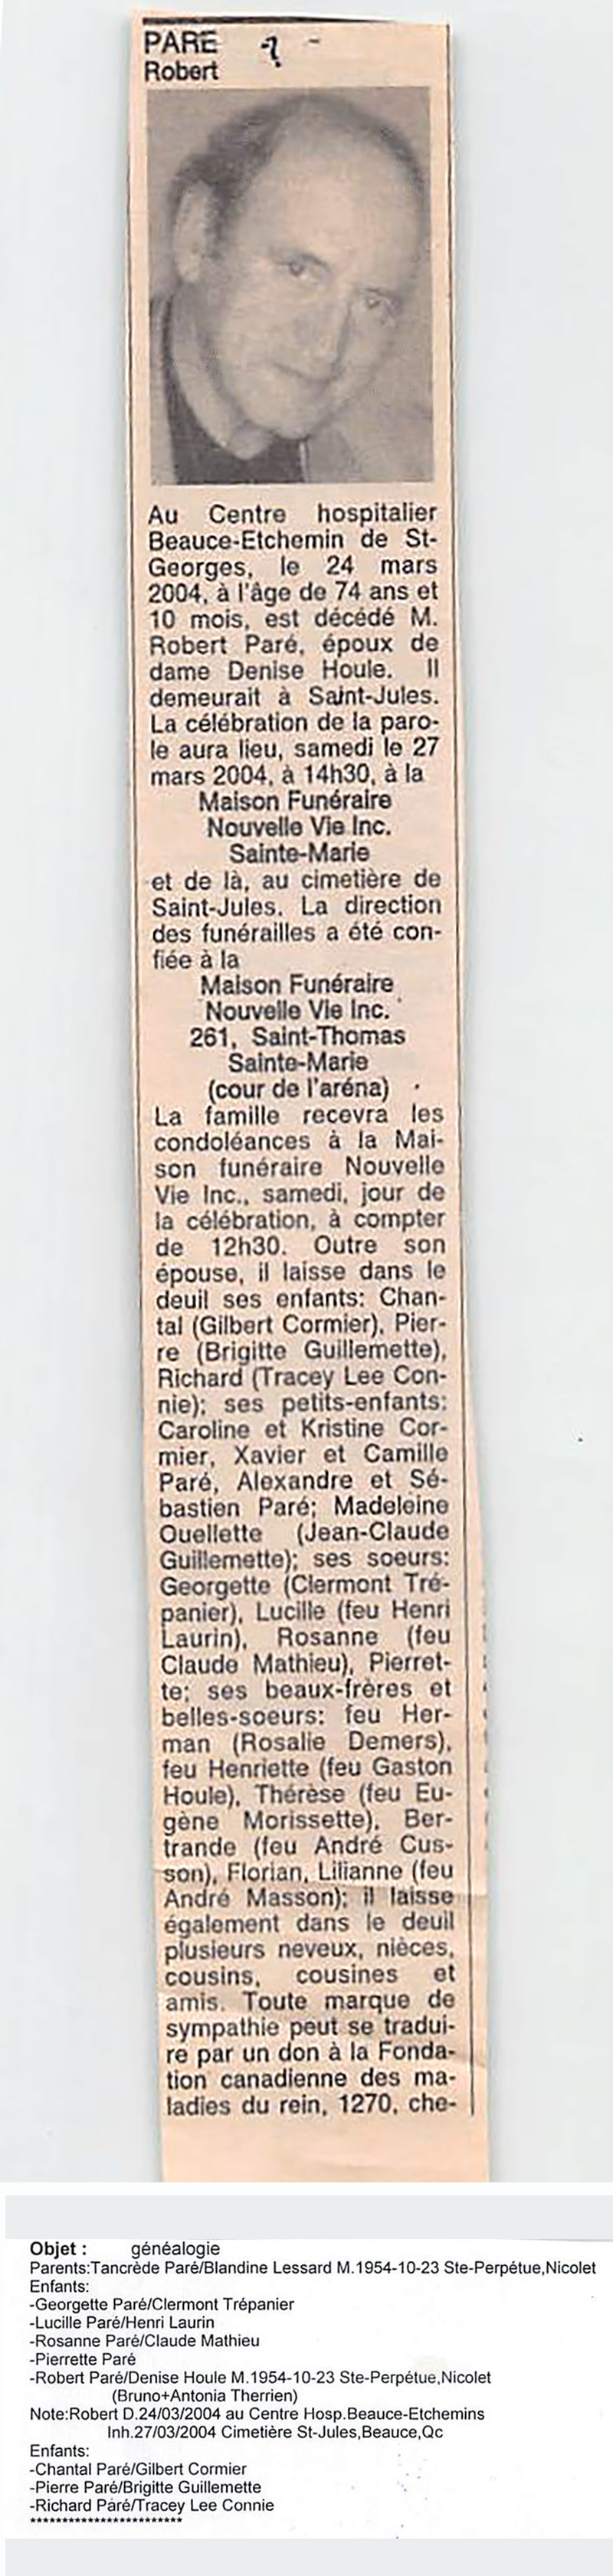 PARE ? -
Robert
Au Centre hospitalier
Beauce-Etchemin de St-
Georges, le 24 mars
2004, à l'âge de 74 ans et
10 mois, est décédé M.
Robert Paré, époux de
dame Denise Houle. Il
demeurait à Saint-Jules.
La célébration de la paro-
le aura lieu, samedi le 27
mars 2004, à 14h30, à la
Maison Funéraire
Nouvelle Vie Inc.
Sainte-Marie
et de là, au cimetière de
Saint-Jules. La direction
des funérailles a été con-
fiée à la
Maison Funéraire
Nouvelle Vie Inc.
261, Saint-Thomas
Sainte-Marie
(cour de l'aréna)
La famille recevra les
condoléances à la Mai-
son funéraire Nouvelle
Vie Inc., samedi, jour de
la célébration, à compter
de 12h30. Outre son
épouse, il laisse dans le
deuil ses enfants: Chan-
tal (Gilbert Cormier), Pier-
re (Brigitte Guillemette),
Richard (Tracey Lee Con-
nie); ses petits-enfants:
Caroline et Kristine Cor-
mier, Xavier et Camille
Paré, Alexandre et Sé-
bastien Paré; Madeleine
Ouellette (Jean-Claude
Guillemette); ses soeurs:
Georgette (Clermont Tré-
panier), Lucille (feu Henri
Laurin), Rosanne (feu
Claude Mathieu), Pierret-
te; ses beaux-frères et
belles-soeurs: feu Her-
man (Rosalie Demers),
feu Henriette (feu Gaston
Houle), Thérèse (feu Eu-
gène Morissette), Ber-
trande (feu André Cus-
son), Florian, Lilianne (feu
André Masson); il laisse
également dans le deuil
plusieurs neveux, nièces,
cousins, cousines et
amis. Toute marque de
sympathie peut se tradui-
re par un don à la Fonda-
tion canadienne des ma-
ladies du rein, 1270, che-
Objet : généalogie
Parents:Tancrède Paré/Blandine Lessard M.1954-10-23 Ste-Perpétue,Nicolet
Enfants:
-Georgette Paré/Clermont Trépanier
-Lucille Paré/Henri Laurin
-Rosanne Paré/Claude Mathieu
-Pierrette Paré
-Robert Paré/Denise Houle M.1954-10-23 Ste-Perpétue,Nicolet
(Bruno+Antonia Therrien)
Note:Robert D.24/03/2004 au Centre Hosp.Beauce-Etchemins
Inh.27/03/2004 Cimetière St-Jules,Beauce,Qc
Enfants:
-Chantal Paré/Gilbert Cormier
-Pierre Paré/Brigitte Guillemette
-Richard Paré/Tracey Lee Connie
************************